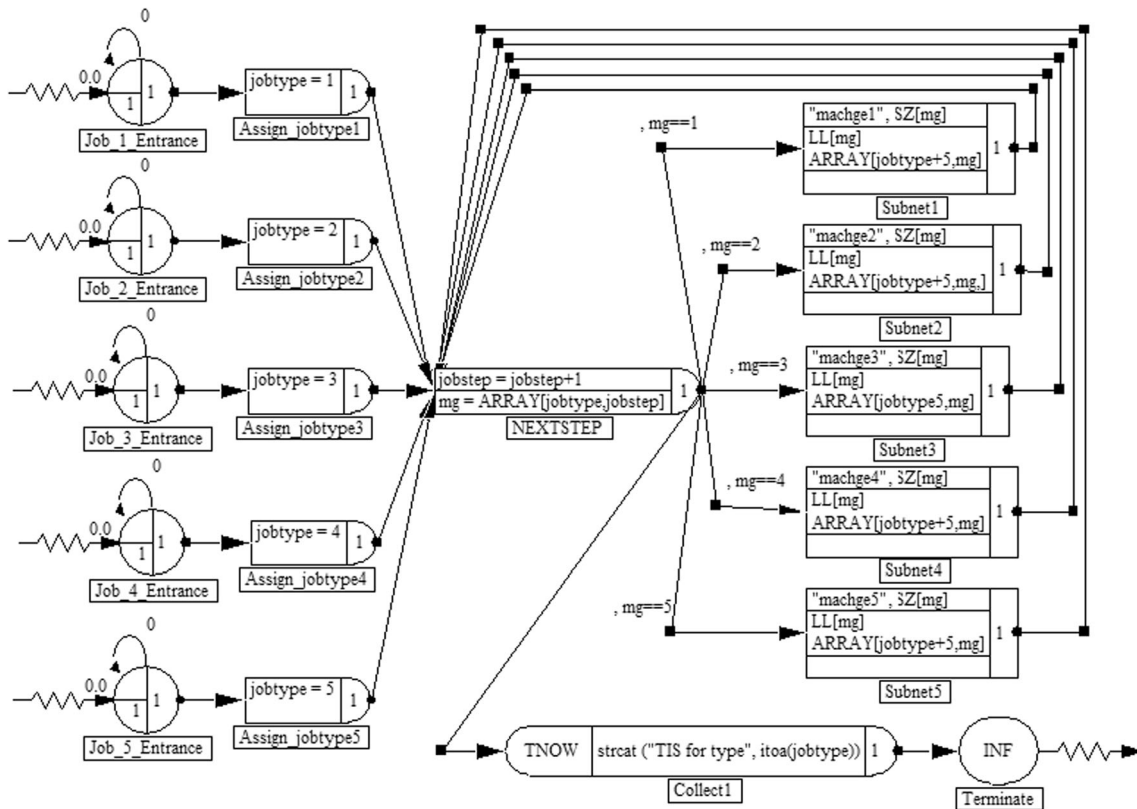 0
0.0
1
1
Job_1_Entrance
jobtype = 1
1
Assign_jobtype1
0
0.0
1
1
Job_2_Entrance
jobtype = 2
1
Assign_jobtype2
0
0.0
1
1
Job_3_Entrance
jobtype = 3
1
Assign_jobtype3
0
0.0
1
1
Job_4_Entrance
jobtype = 4
1
Assign_jobtype4
0
0.0
1
1
Job_5_Entrance
jobtype = 5
1
Assign_jobtype5
jobstep = jobstep+1
mg = ARRAY[jobtype,jobstep]
1
NEXTSTEP
, mg==1
"machge1", SZ[mg]
LL[mg]
ARRAY[jobtype+5,mg]
1
Subnet1
, mg==2
"machge2", SZ[mg]
LL[mg]
ARRAY[jobtype+5,mg,]
1
Subnet2
, mg==3
"machge3", SZ[mg]
LL[mg]
ARRAY[jobtype5,mg]
1
Subnet3
, mg==4
"machge4", SZ[mg]
LL[mg]
ARRAY[jobtype+5,mg]
1
Subnet4
, mg==5
"machge5", SZ[mg]
LL[mg]
ARRAY[jobtype+5,mg]
1
Subnet5
TNOW
strcat ("TIS for type", itoa(jobtype))
1
Collect1
INF
Terminate